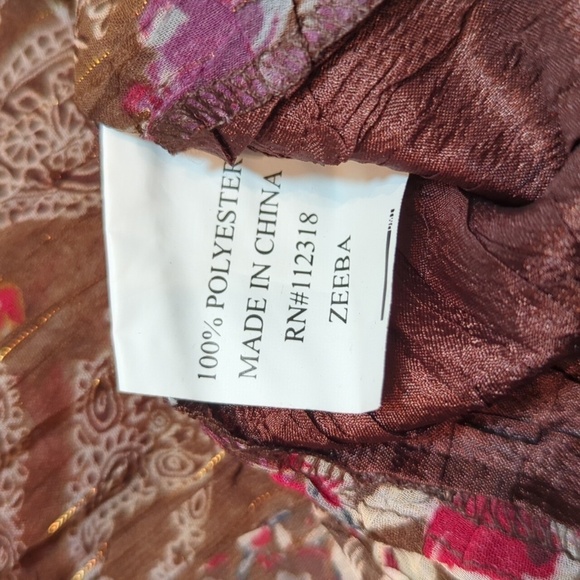 100% POLYESTER
MADE IN CHINA
RN#112318
ZEEBA